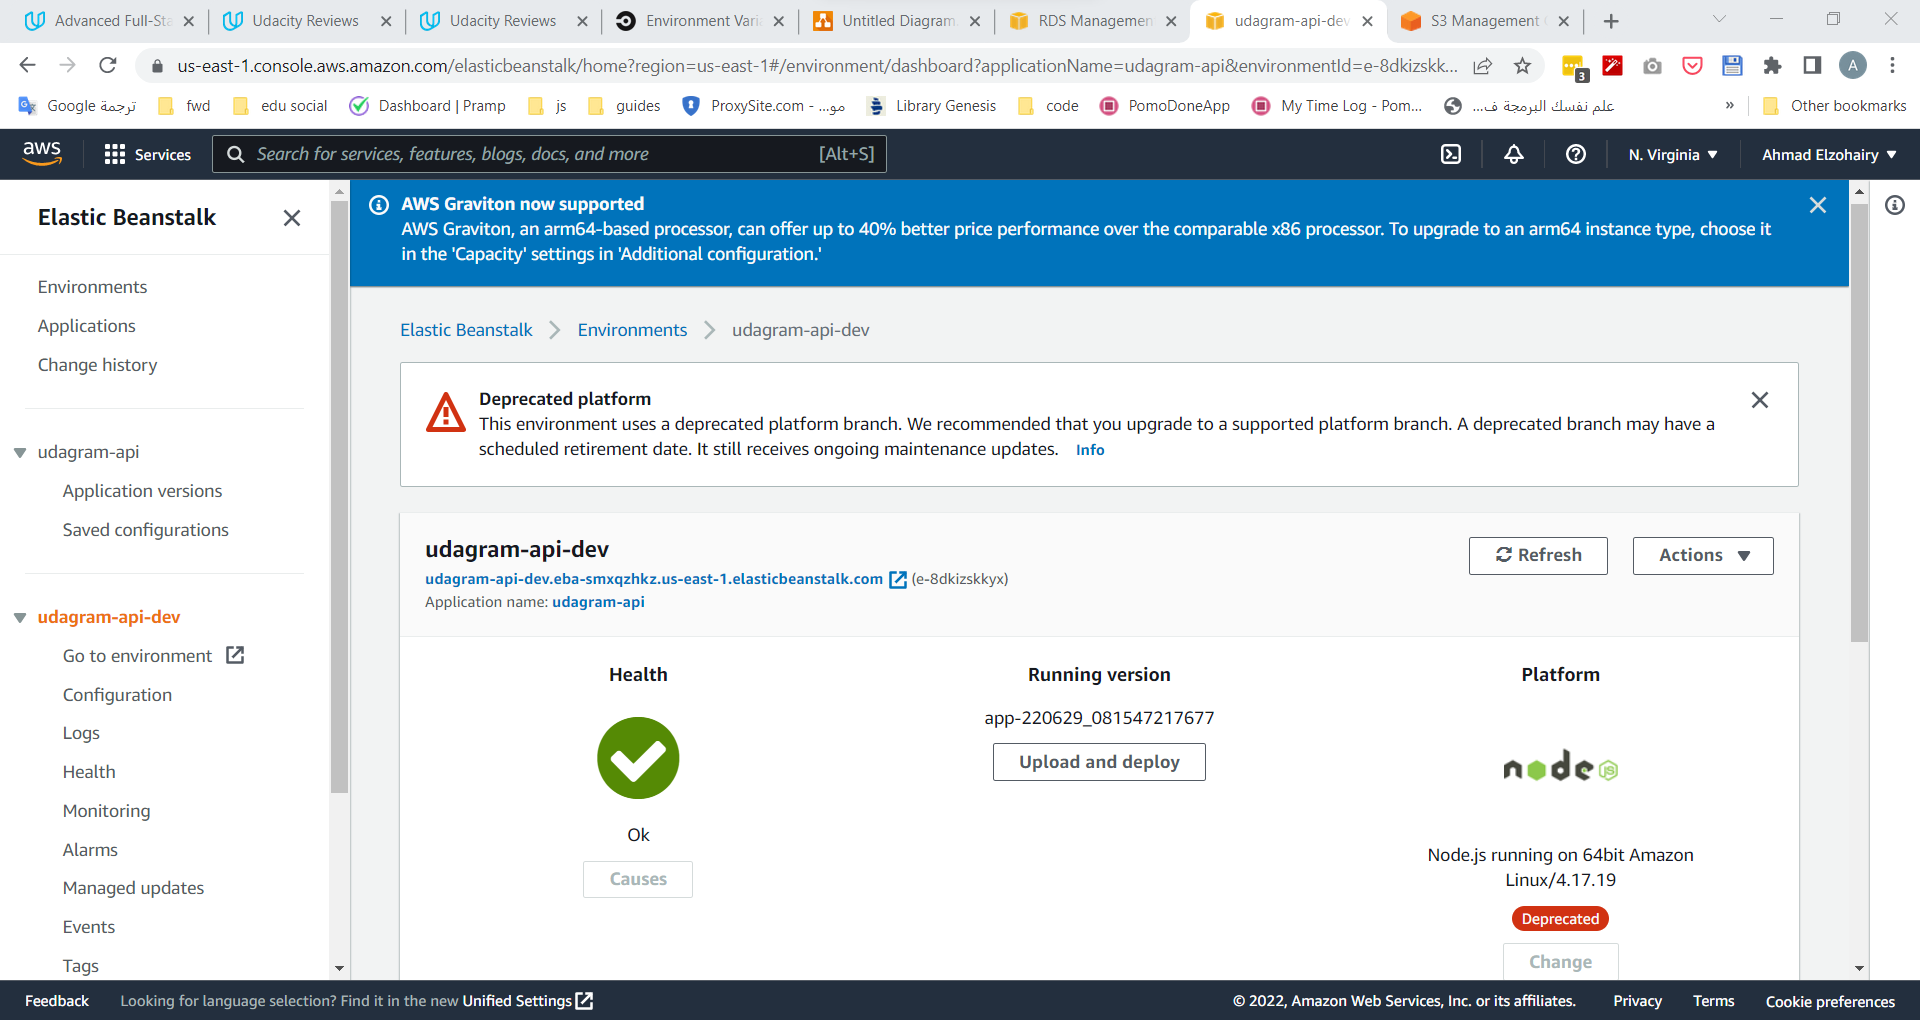 Advanced Full-Sta
Udacity Reviews
Udacity Reviews
Environment Vari
Untitled Diagram
RDS Managemen
udagram-api-dev
S3 Management
us-east-1.console.aws.amazon.com/elasticbeanstalk/home?region=us-east-1#/environment/dashboard?applicationName=udagram-api&environmentId=e-8dkizskk...
3
A
ترجمة Google
fwd
edu social
Dashboard | Pramp
js
guides
ProxySite.com - ...مو
Library Genesis
code
PomoDoneApp
My Time Log - Pom...
علم نفسك البرمجة ف...
»
Other bookmarks
aws
Services
Search for services, features, blogs, docs, and more
[Alt+S]
N. Virginia
Ahmad Elzohairy
Elastic Beanstalk
Environments
Applications
Change history
udagram-api
Application versions
Saved configurations
udagram-api-dev
Go to environment
Configuration
Logs
Health
Monitoring
Alarms
Managed updates
Events
Tags
AWS Graviton now supported
AWS Graviton, an arm64-based processor, can offer up to 40% better price performance over the comparable x86 processor. To upgrade to an arm64 instance type, choose it
in the 'Capacity' settings in 'Additional configuration.'
Elastic Beanstalk
Environments
udagram-api-dev
Deprecated platform
This environment uses a deprecated platform branch. We recommended that you upgrade to a supported platform branch. A deprecated branch may have a
scheduled retirement date. It still receives ongoing maintenance updates. Info
udagram-api-dev
udagram-api-dev.eba-smxqzhkz.us-east-1.elasticbeanstalk.com (e-8dkizskkyx)
Application name: udagram-api
Refresh
Actions
Health
Ok
Causes
Running version
app-220629_081547217677
Upload and deploy
Platform
node
JS
Node.js running on 64bit Amazon
Linux/4.17.19
Deprecated
Change
Feedback
Looking for language selection? Find it in the new Unified Settings
© 2022, Amazon Web Services, Inc. or its affiliates.
Privacy
Terms
Cookie preferences